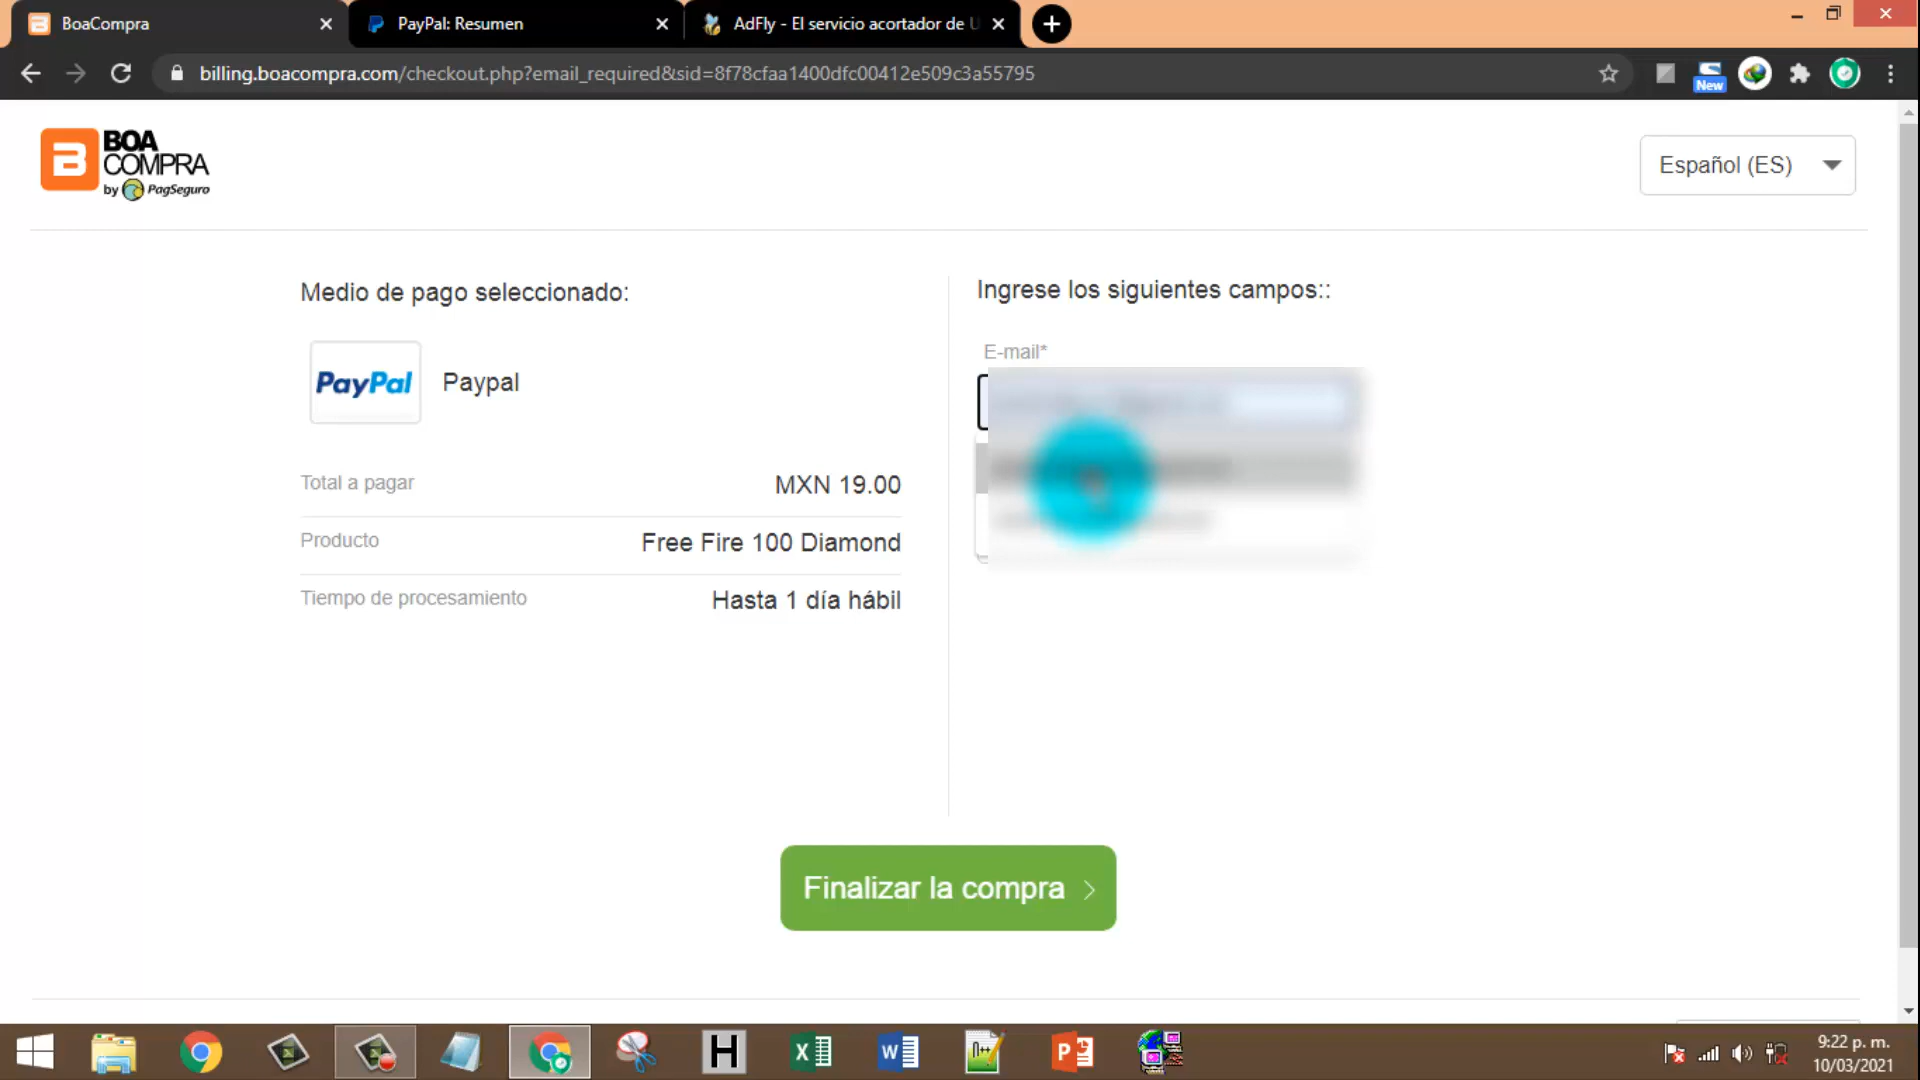 BoaCompra
PayPal: Resumen
AdFly - El servicio acortador de U
billing.boacompra.com/checkout.php?email_required&sid=8f78cfaa1400dfc00412e509c3a55795
New
BOA
COMPRA
by PagSeguro
Español (ES)
Medio de pago seleccionado:
PayPal
Paypal
Total a pagar
MXN 19.00
Producto
Free Fire 100 Diamond
Tiempo de procesamiento
Hasta 1 día hábil
Ingrese los siguientes campos::
E-mail*
Finalizar la compra
9:22 p. m.
10/03/2021